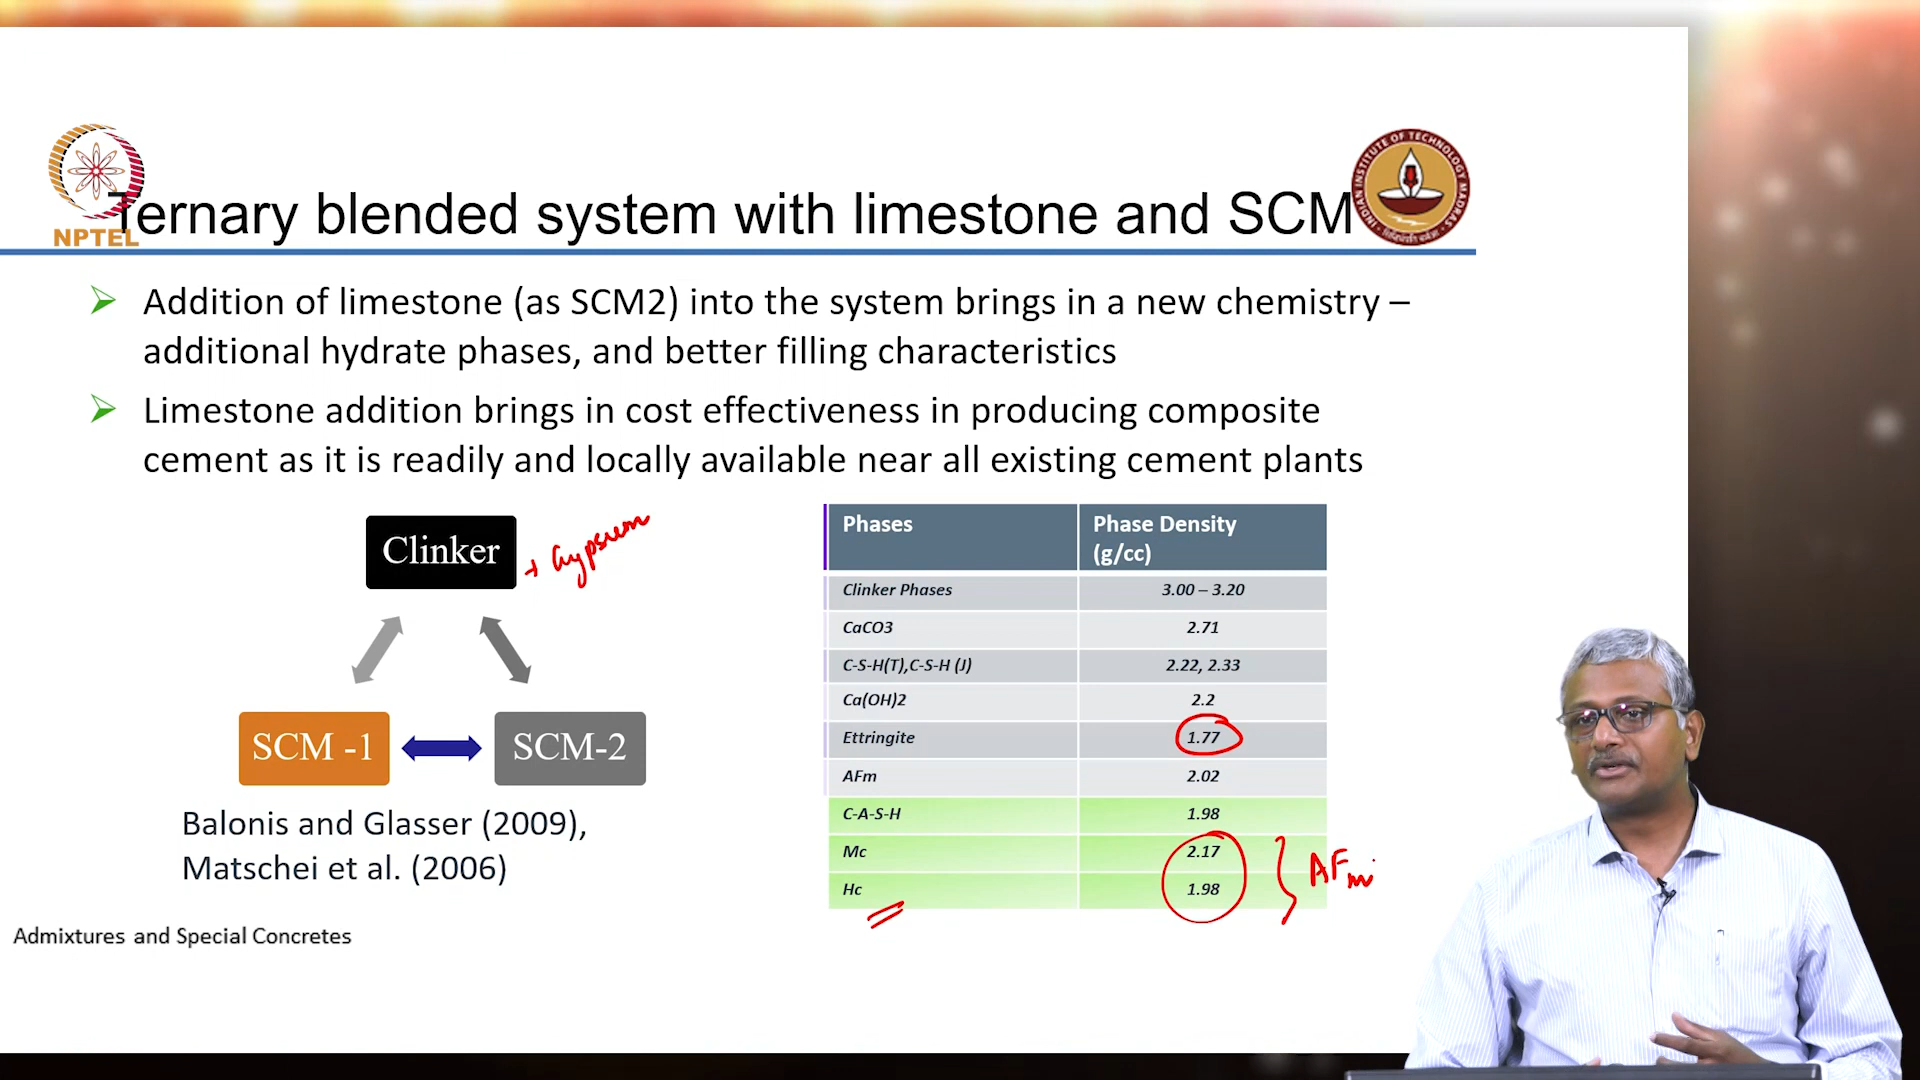 NPTEL
INDIAN INSTITUTE OF TECHNOLOGY MADRAS
Ternary blended system with limestone and SCM
Addition of limestone (as SCM2) into the system brings in a new chemistry –
additional hydrate phases, and better filling characteristics
Limestone addition brings in cost effectiveness in producing composite
cement as it is readily and locally available near all existing cement plants
Clinker
+ Gypsum
SCM -1
SCM-2
Balonis and Glasser (2009),
Matschei et al. (2006)
Phases Phase Density
(g/cc)
Clinker Phases 3.00 – 3.20
CaCO3 2.71
C-S-H(T),C-S-H (J) 2.22, 2.33
Ca(OH)2 2.2
Ettringite 1.77
AFm 2.02
C-A-S-H 1.98
Mc 2.17
Hc 1.98
AFm
Admixtures and Special Concretes